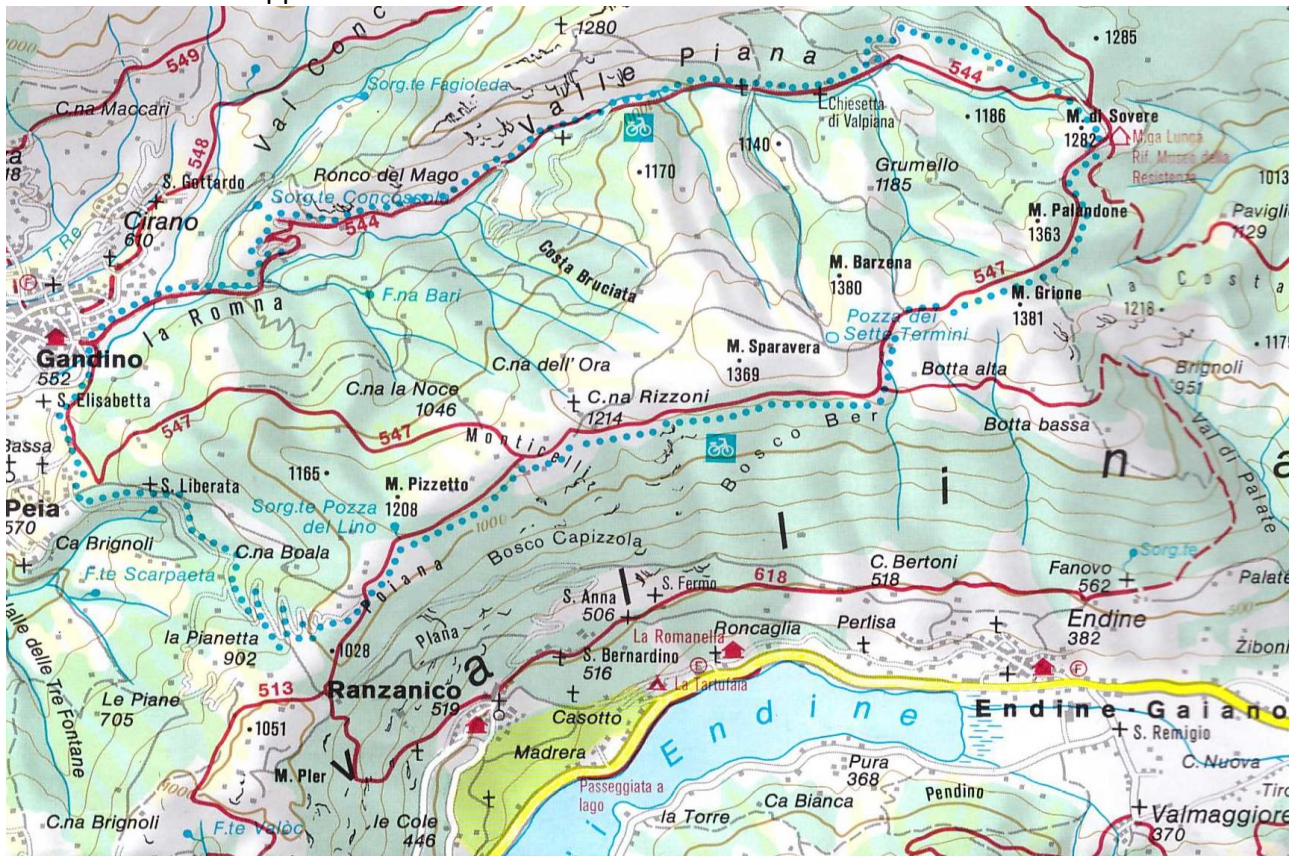 549
C.na Maccari
Val Conc
Sorg.te Fagioleda
1280
Valle Piana
1285
544
Chiesetta
di Valpiana
1186
M. di Sovere
1282
M.ga Lunga
Rif. Museo della
Resistenza
1013
548
S. Gottardo
Ronco del Mago
1170
1140
Grumello
1185
Cirano
610
T. Re
F
Sorg.te Concossola
544
M. Palandone
1363
Paviglio
1129
Costa Bruciata
M. Barzena
1380
547
la Costa
la Romna
F.na Bari
M. Grione
1381
1218
Gandino
552
Pozza dei
Sette Termini
M. Sparavera
1369
C.na dell' Ora
Botta alta
Brignoli
951
S. Elisabetta
C.na la Noce
1046
C.na Rizzoni
1214
547
547
Monticelli
Botta bassa
Bassa
Bosco Ber
Val di Palate
1165
M. Pizzetto
1208
S. Liberata
Peia
570
Sorg.te Pozza
del Lino
1000
V a l l i n a
Ca Brignoli
C.na Boala
Bosco Capizzola
Sorg.te
F.te Scarpaeta
Poiana
618
C. Bertoni
518
Fanovo
562
Palate
S. Fermo
S. Anna
506
Plana
la Pianetta
902
La Romanella
Roncaglia
Perlisa
Endine
382
1028
S. Bernardino
516
F
F
Valle delle Tre Fontane
513
Ranzanico
519
La Tartufaia
Le Piane
705
1051
Casotto
Endine
Endine-Gaiano
S. Remigio
Madrera
M. Pler
Pura
368
C. Nuova
Passeggiata a
lago
Ca Bianca
Pendino
1000
C.na Brignoli
F.te Valòc
le Cole
446
la Torre
Valmaggiore
370